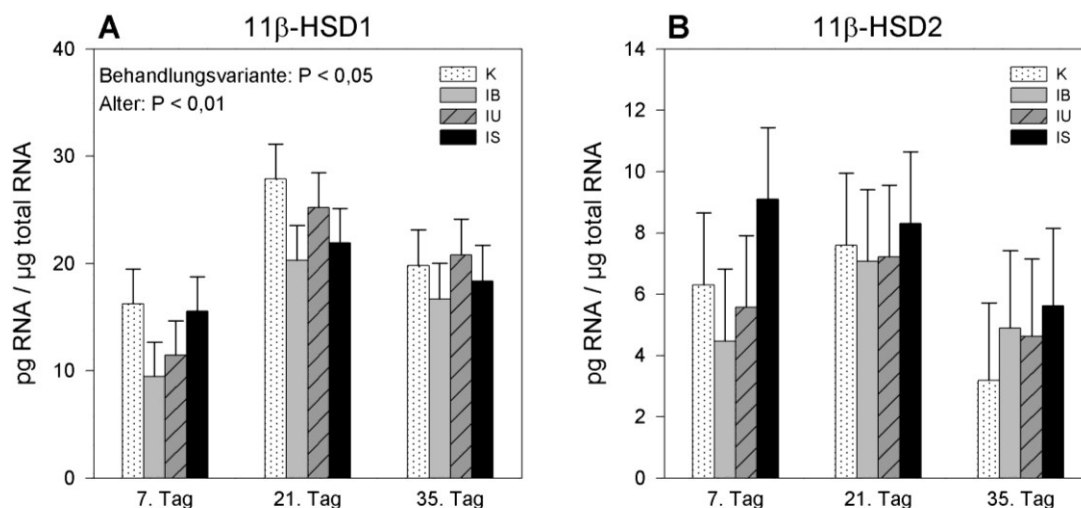 A 11β-HSD1
pg RNA / µg total RNA
40
30
20
10
0
Behandlungsvariante: P < 0,05
Alter: P < 0,01
K
IB
IU
IS
7. Tag 21. Tag 35. Tag
B 11β-HSD2
pg RNA / µg total RNA
14
12
10
8
6
4
2
0
K
IB
IU
IS
7. Tag 21. Tag 35. Tag